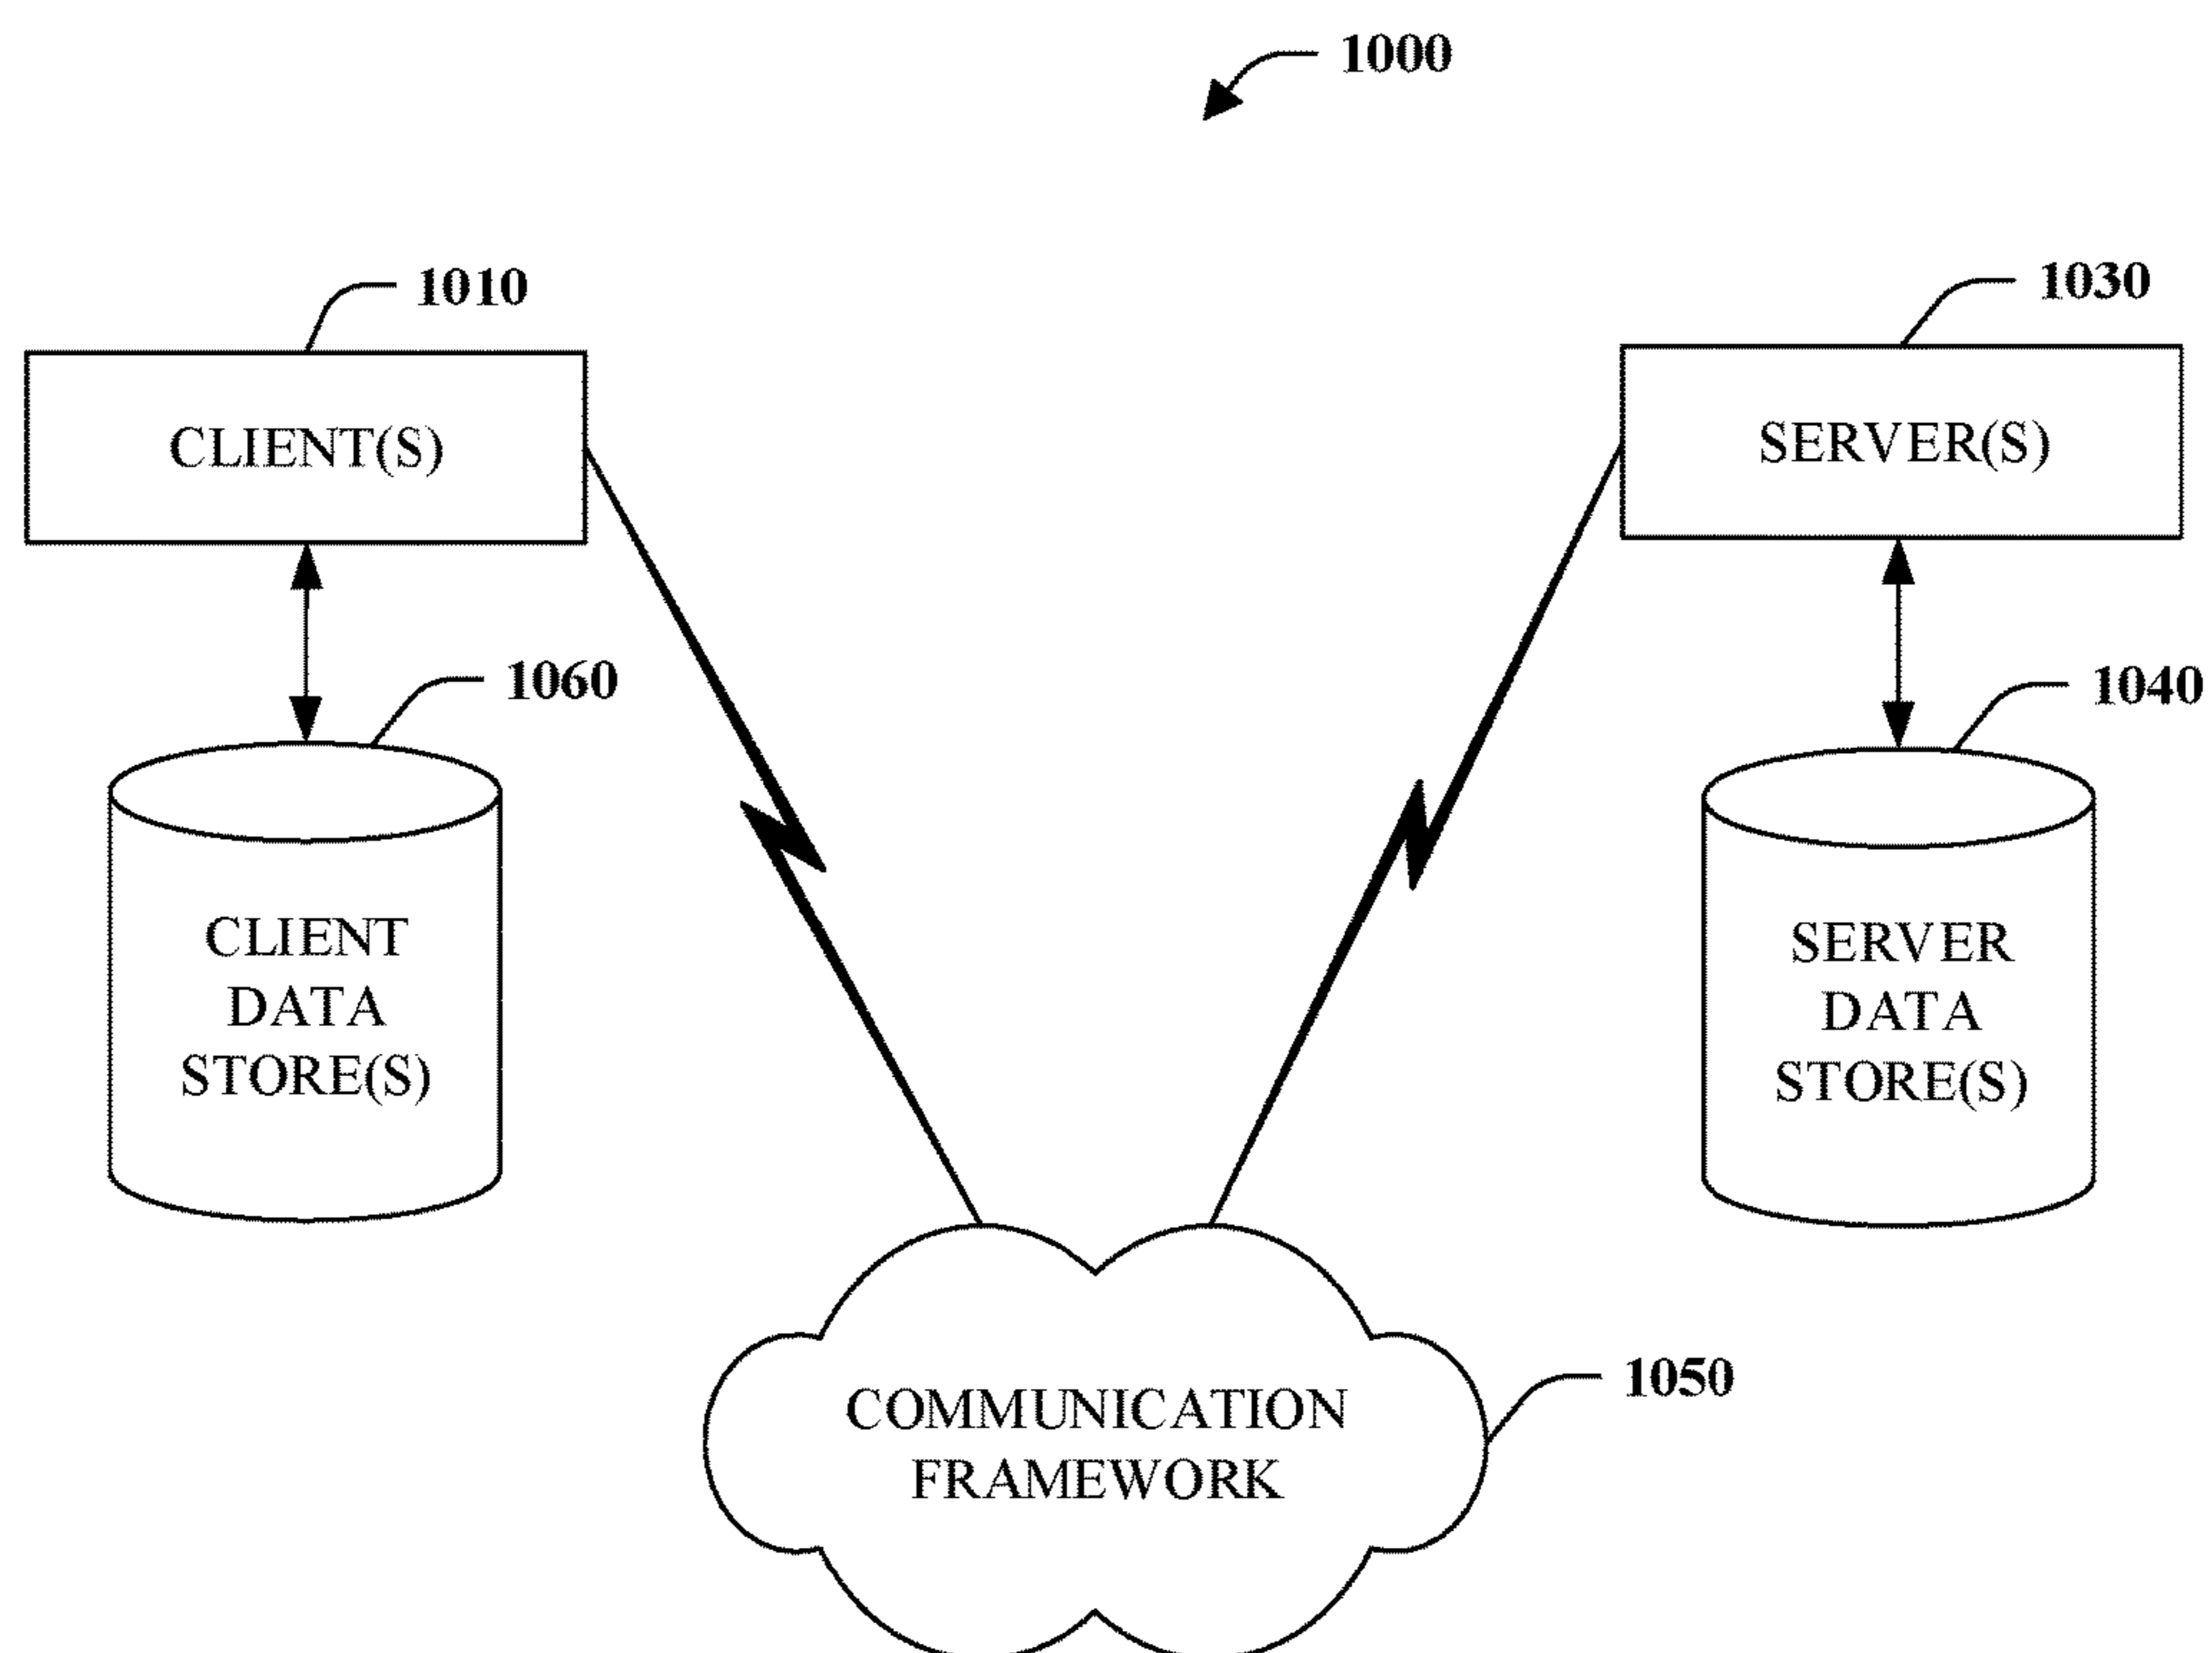 1000
1010
1030
CLIENT(S)
SERVER(S)
1060
1040
CLIENT
DATA
STORE(S)
SERVER
DATA
STORE(S)
1050
COMMUNICATION
FRAMEWORK